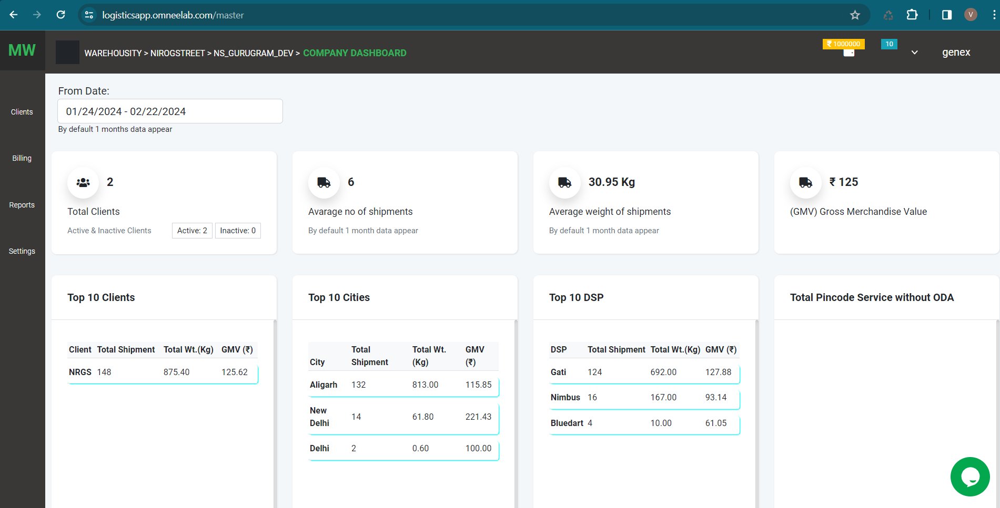 logisticsapp.omneelab.com/master
V
MW
WAREHOUSITY > NIROGSTREET > NS_GURUGRAM_DEV > COMPANY DASHBOARD
₹ 1000000
10
genex
Clients
Billing
Reports
Settings
From Date:
01/24/2024 - 02/22/2024
By default 1 months data appear
2
Total Clients
Active & Inactive Clients
Active: 2
Inactive: 0
6
Avarage no of shipments
By default 1 month data appear
30.95 Kg
Average weight of shipments
By default 1 month data appear
₹ 125
(GMV) Gross Merchandise Value
Top 10 Clients
Client Total Shipment Total Wt.(Kg) GMV (₹)
NRGS 148 875.40 125.62
Top 10 Cities
City Total Shipment Total Wt. (Kg) GMV (₹)
Aligarh 132 813.00 115.85
New Delhi 14 61.80 221.43
Delhi 2 0.60 100.00
Top 10 DSP
DSP Total Shipment Total Wt.(Kg) GMV (₹)
Gati 124 692.00 127.88
Nimbus 16 167.00 93.14
Bluedart 4 10.00 61.05
Total Pincode Service without ODA